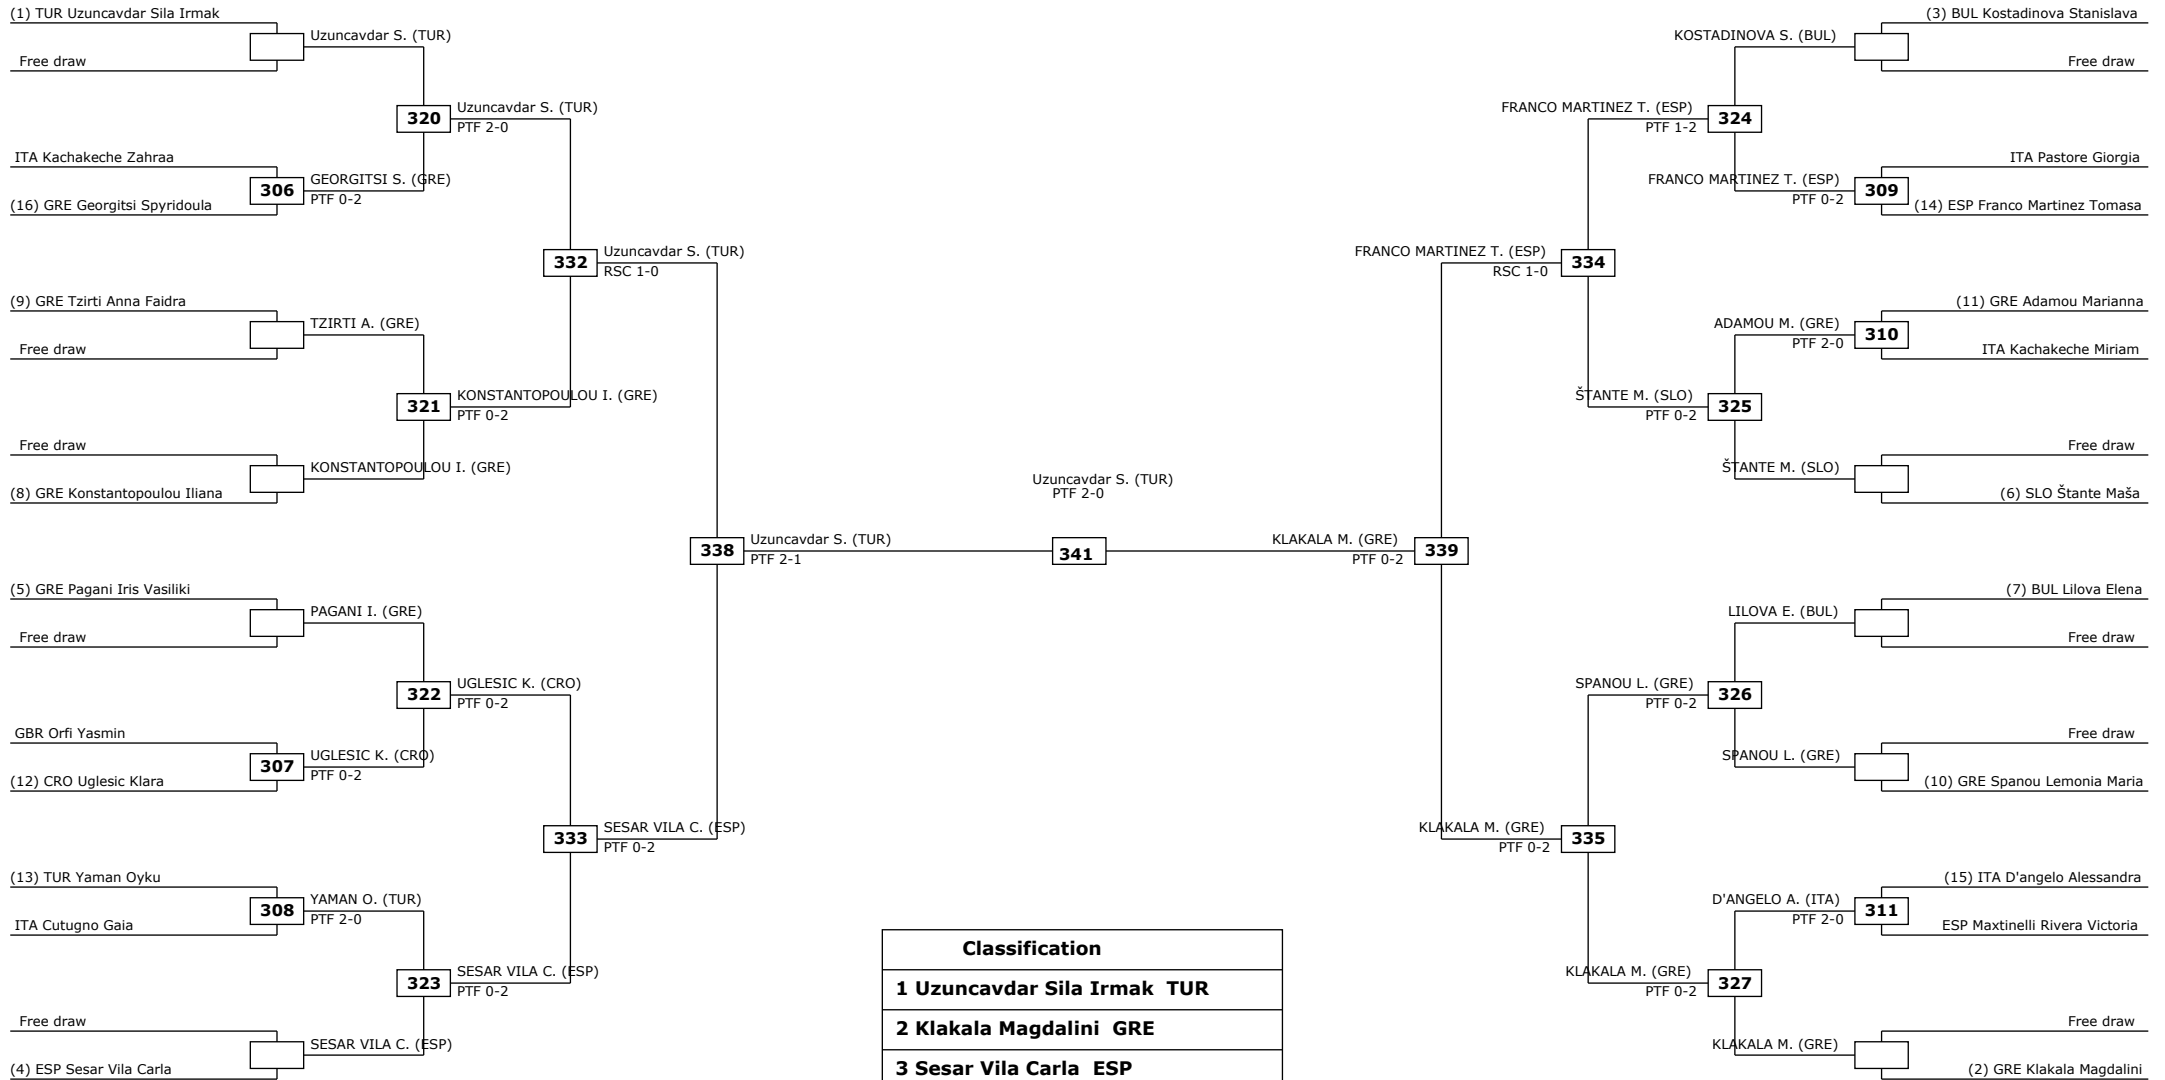 (1) TUR Uzuncavdar Sila Irmak
Uzuncavdar S. (TUR)
Free draw
320
Uzuncavdar S. (TUR)
PTF 2-0
ITA Kachakeche Zahraa
306
GEORGITSI S. (GRE)
PTF 0-2
(16) GRE Georgitsi Spyridoula
332
Uzuncavdar S. (TUR)
RSC 1-0
(9) GRE Tzirti Anna Faidra
TZIRTI A. (GRE)
Free draw
321
KONSTANTOPOULOU I. (GRE)
PTF 0-2
Free draw
KONSTANTOPOULOU I. (GRE)
(8) GRE Konstantopoulou Iliana
338
Uzuncavdar S. (TUR)
PTF 2-1
(5) GRE Pagani Iris Vasiliki
PAGANI I. (GRE)
Free draw
322
UGLESIC K. (CRO)
PTF 0-2
GBR Orfi Yasmin
307
UGLESIC K. (CRO)
PTF 0-2
(12) CRO Uglesic Klara
333
SESAR VILA C. (ESP)
PTF 0-2
(13) TUR Yaman Oyku
308
YAMAN O. (TUR)
PTF 2-0
ITA Cutugno Gaia
323
SESAR VILA C. (ESP)
PTF 0-2
Free draw
SESAR VILA C. (ESP)
(4) ESP Sesar Vila Carla
Uzuncavdar S. (TUR)
PTF 2-0
341
(3) BUL Kostadinova Stanislava
KOSTADINOVA S. (BUL)
Free draw
FRANCO MARTINEZ T. (ESP)
PTF 1-2
324
ITA Pastore Giorgia
FRANCO MARTINEZ T. (ESP)
PTF 0-2
309
(14) ESP Franco Martinez Tomasa
FRANCO MARTINEZ T. (ESP)
RSC 1-0
334
(11) GRE Adamou Marianna
ADAMOU M. (GRE)
PTF 2-0
310
ITA Kachakeche Miriam
ŠTANTE M. (SLO)
PTF 0-2
325
Free draw
ŠTANTE M. (SLO)
(6) SLO Štante Maša
KLAKALA M. (GRE)
PTF 0-2
339
(7) BUL Lilova Elena
LILOVA E. (BUL)
Free draw
SPANOU L. (GRE)
PTF 0-2
326
Free draw
SPANOU L. (GRE)
(10) GRE Spanou Lemonia Maria
KLAKALA M. (GRE)
PTF 0-2
335
(15) ITA D'angelo Alessandra
D'ANGELO A. (ITA)
PTF 2-0
311
ESP Maxtinelli Rivera Victoria
KLAKALA M. (GRE)
PTF 0-2
327
Free draw
KLAKALA M. (GRE)
(2) GRE Klakala Magdalini
Classification
1 Uzuncavdar Sila Irmak TUR
2 Klakala Magdalini GRE
3 Sesar Vila Carla ESP